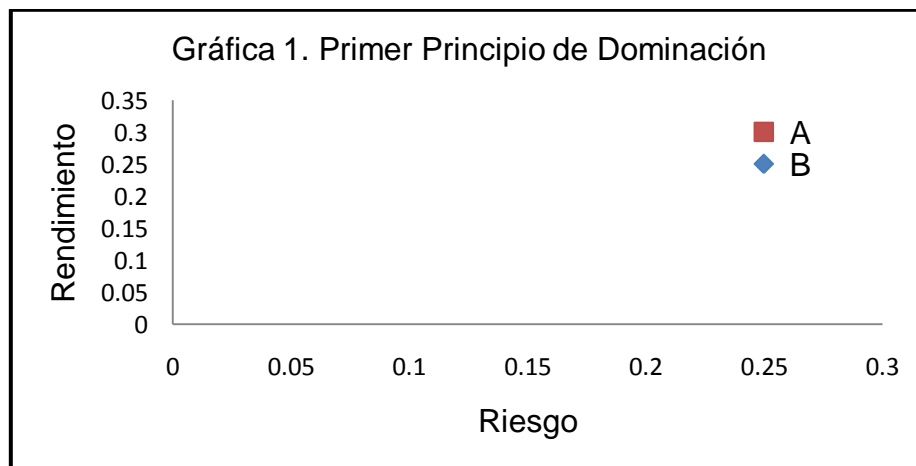 Gráfica 1. Primer Principio de Dominación
Rendimiento
0.35
0.3
0.25
0.2
0.15
0.1
0.05
0
A
B
0 0.05 0.1 0.15 0.2 0.25 0.3
Riesgo